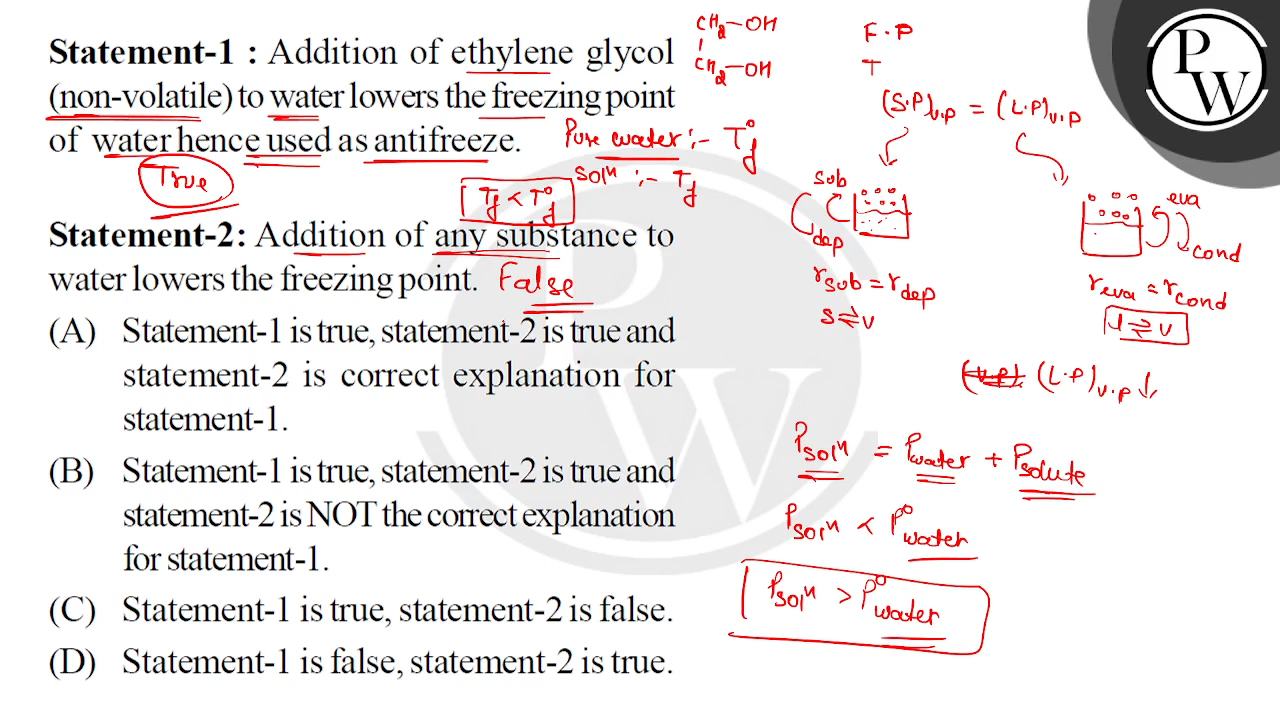 Statement-1 : Addition of ethylene glycol
(non-volatile) to water lowers the freezing point
of water hence used as antifreeze.
True
Statement-2: Addition of any substance to
water lowers the freezing point. False
(A) Statement-1 is true, statement-2 is true and
statement-2 is correct explanation for
statement-1.
(B) Statement-1 is true, statement-2 is true and
statement-2 is NOT the correct explanation
for statement-1.
(C) Statement-1 is true, statement-2 is false.
(D) Statement-1 is false, statement-2 is true.
CH₂—OH
CH₂—OH
Pure water :- T°f
Solⁿ :- Tf
Tf < T°f
F.P
T
(S.P)v.p = (L.P)v.p
sub
dep
rsub = rdep
S ⇌ V
eva
cond
reva = rcond
l ⇌ v
(v.p) (L.P)v.p ↓
Psolⁿ = Pwater + Psolute
Psolⁿ < P°water
Psolⁿ > P°water
PW
PW